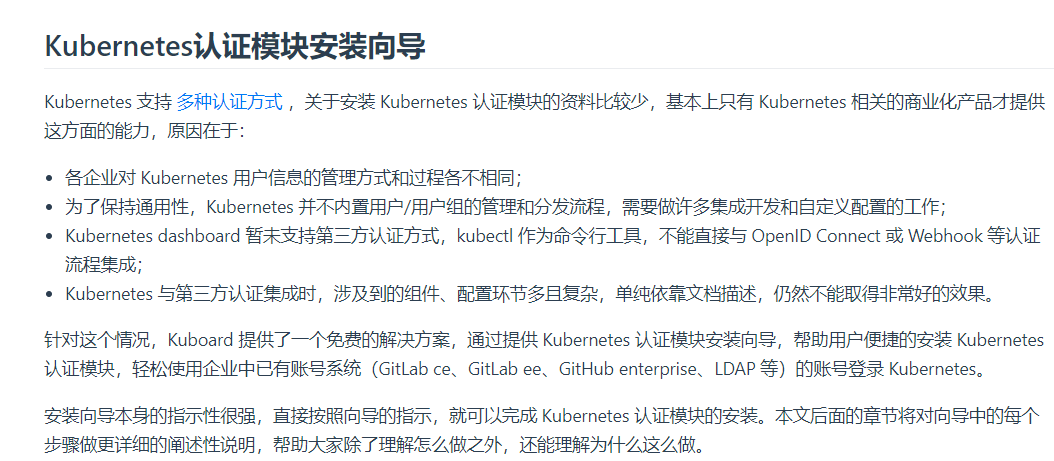 Kubernetes认证模块安装向导
Kubernetes 支持 多种认证方式 ，关于安装 Kubernetes 认证模块的资料比较少，基本上只有 Kubernetes 相关的商业化产品才提供
这方面的能力，原因在于：
• 各企业对 Kubernetes 用户信息的管理方式和过程各不相同；
• 为了保持通用性，Kubernetes 并不内置用户/用户组的管理和分发流程，需要做许多集成开发和自定义配置的工作；
• Kubernetes dashboard 暂未支持第三方认证方式，kubectl 作为命令行工具，不能直接与 OpenID Connect 或 Webhook 等认证
流程集成；
• Kubernetes 与第三方认证集成时，涉及到的组件、配置环节多且复杂，单纯依靠文档描述，仍然不能取得非常好的效果。
针对这个情况，Kuboard 提供了一个免费的解决方案，通过提供 Kubernetes 认证模块安装向导，帮助用户便捷的安装 Kubernetes
认证模块，轻松使用企业中已有账号系统（GitLab ce、GitLab ee、GitHub enterprise、LDAP 等）的账号登录 Kubernetes。
安装向导本身的指示性很强，直接按照向导的指示，就可以完成 Kubernetes 认证模块的安装。本文后面的章节将对向导中的每个
步骤做更详细的阐述性说明，帮助大家除了理解怎么做之外，还能理解为什么这么做。